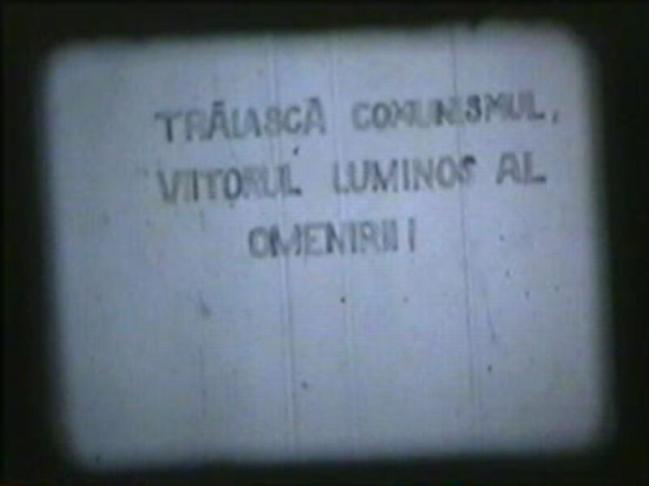 TRĂIASCĂ COMUNISMUL,
VIITORUL LUMINOS AL
OMENIRII!